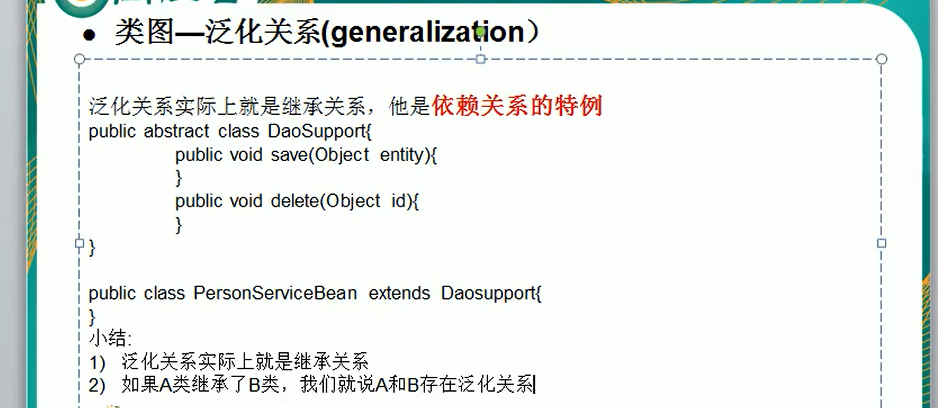 ● 类图—泛化关系(generalization）
泛化关系实际上就是继承关系，他是依赖关系的特例
public abstract class DaoSupport{
public void save(Object entity){
}
public void delete(Object id){
}
}
public class PersonServiceBean extends Daosupport{
}
小结:
1) 泛化关系实际上就是继承关系
2) 如果A类继承了B类，我们就说A和B存在泛化关系